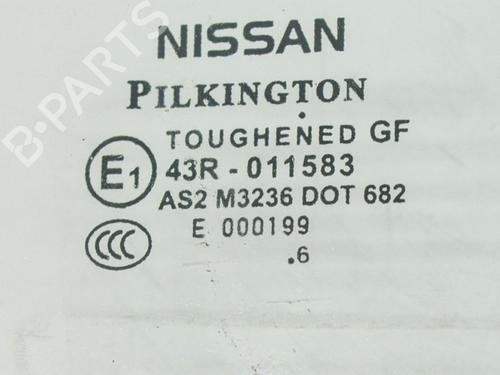 B-PARTS
NISSAN
PILKINGTON
TOUGHENED GF
E1 43R - 011583
AS2 M3236 DOT 682
CCC E 000199
.6